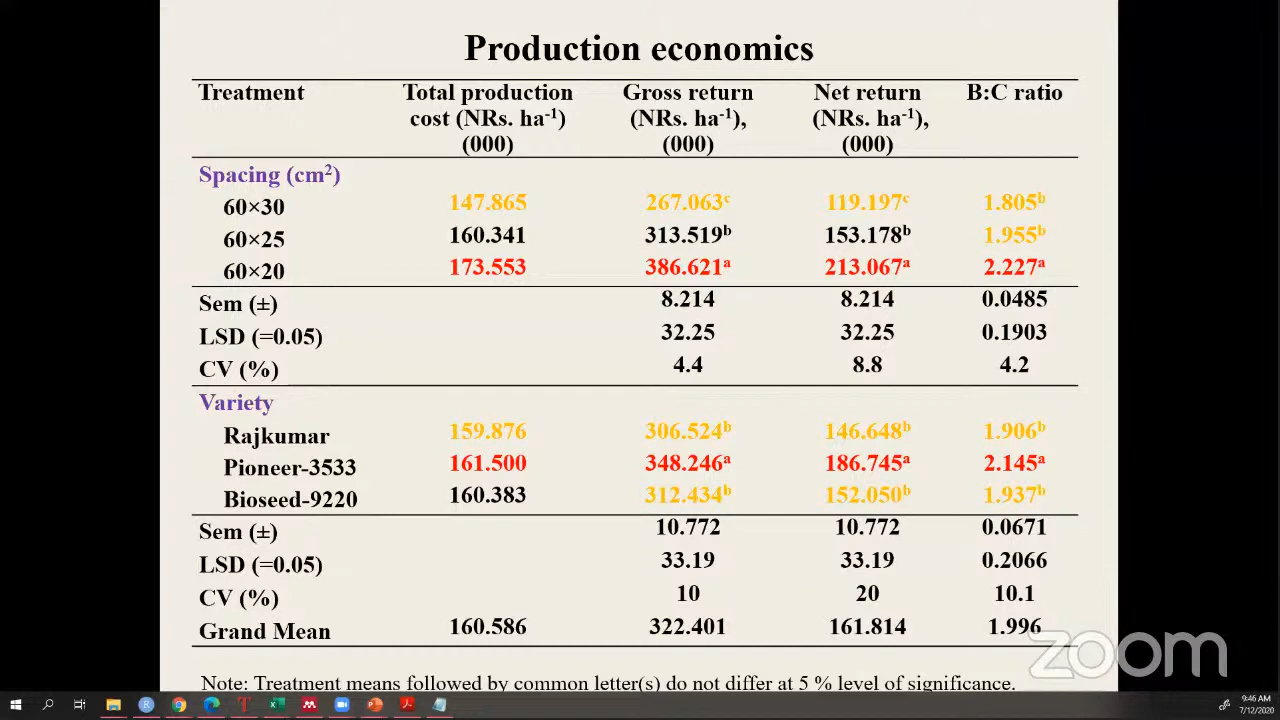 Production economics
Treatment Total production cost (NRs. ha⁻¹) (000) Gross return (NRs. ha⁻¹), (000) Net return (NRs. ha⁻¹), (000) B:C ratio
Spacing (cm²)
60×30 147.865 267.063ᶜ 119.197ᶜ 1.805ᵇ
60×25 160.341 313.519ᵇ 153.178ᵇ 1.955ᵇ
60×20 173.553 386.621ᵃ 213.067ᵃ 2.227ᵃ
Sem (±) 8.214 8.214 0.0485
LSD (=0.05) 32.25 32.25 0.1903
CV (%) 4.4 8.8 4.2
Variety
Rajkumar 159.876 306.524ᵇ 146.648ᵇ 1.906ᵇ
Pioneer-3533 161.500 348.246ᵃ 186.745ᵃ 2.145ᵃ
Bioseed-9220 160.383 312.434ᵇ 152.050ᵇ 1.937ᵇ
Sem (±) 10.772 10.772 0.0671
LSD (=0.05) 33.19 33.19 0.2066
CV (%) 10 20 10.1
Grand Mean 160.586 322.401 161.814 1.996
zoom
Note: Treatment means followed by common letter(s) do not differ at 5 % level of significance.
9:46 AM
7/12/2020